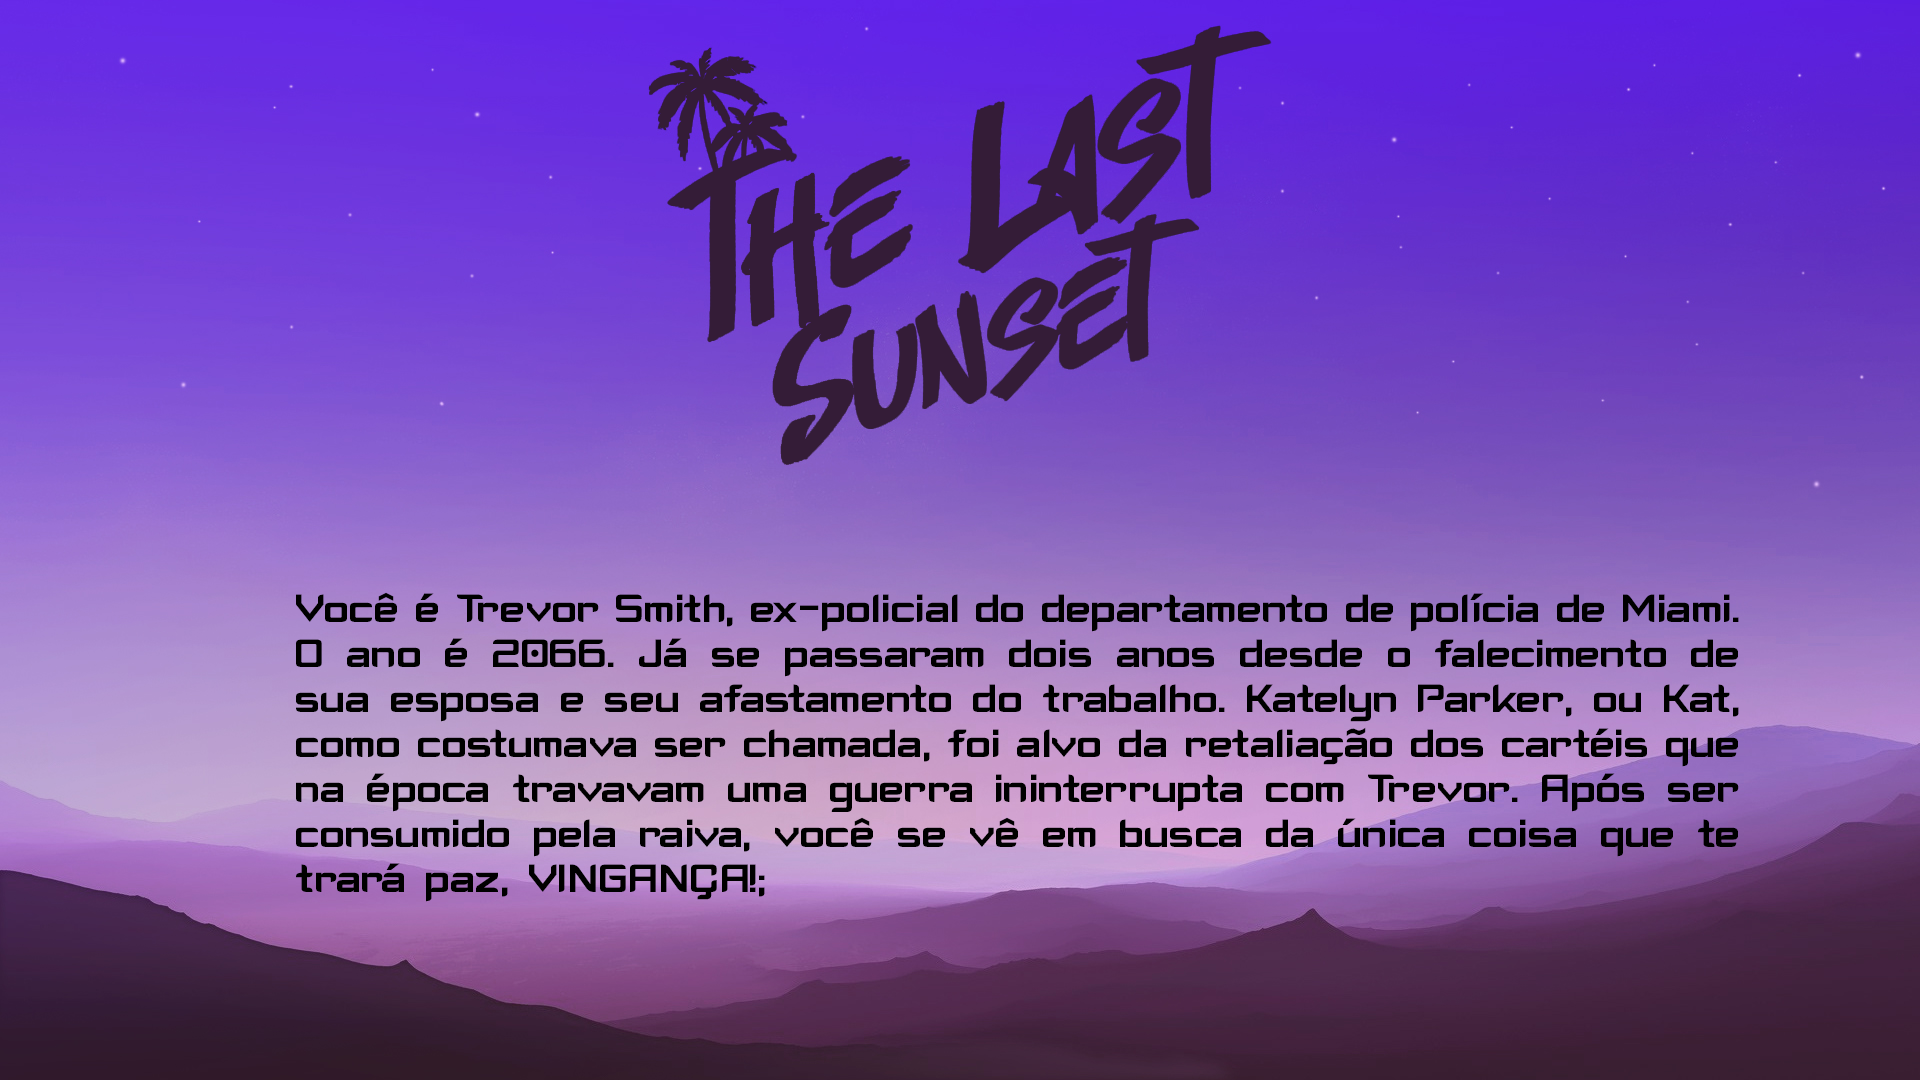 THE LAST
SUNSET
Você é Trevor Smith, ex-policial do departamento de polícia de Miami.
O ano é 2066. Já se passaram dois anos desde o falecimento de
sua esposa e seu afastamento do trabalho. Katelyn Parker, ou Kat,
como costumava ser chamada, foi alvo da retaliação dos cartéis que
na época travavam uma guerra ininterrupta com Trevor. Após ser
consumido pela raiva, você se vê em busca da única coisa que te
trará paz, VINGANÇA!;